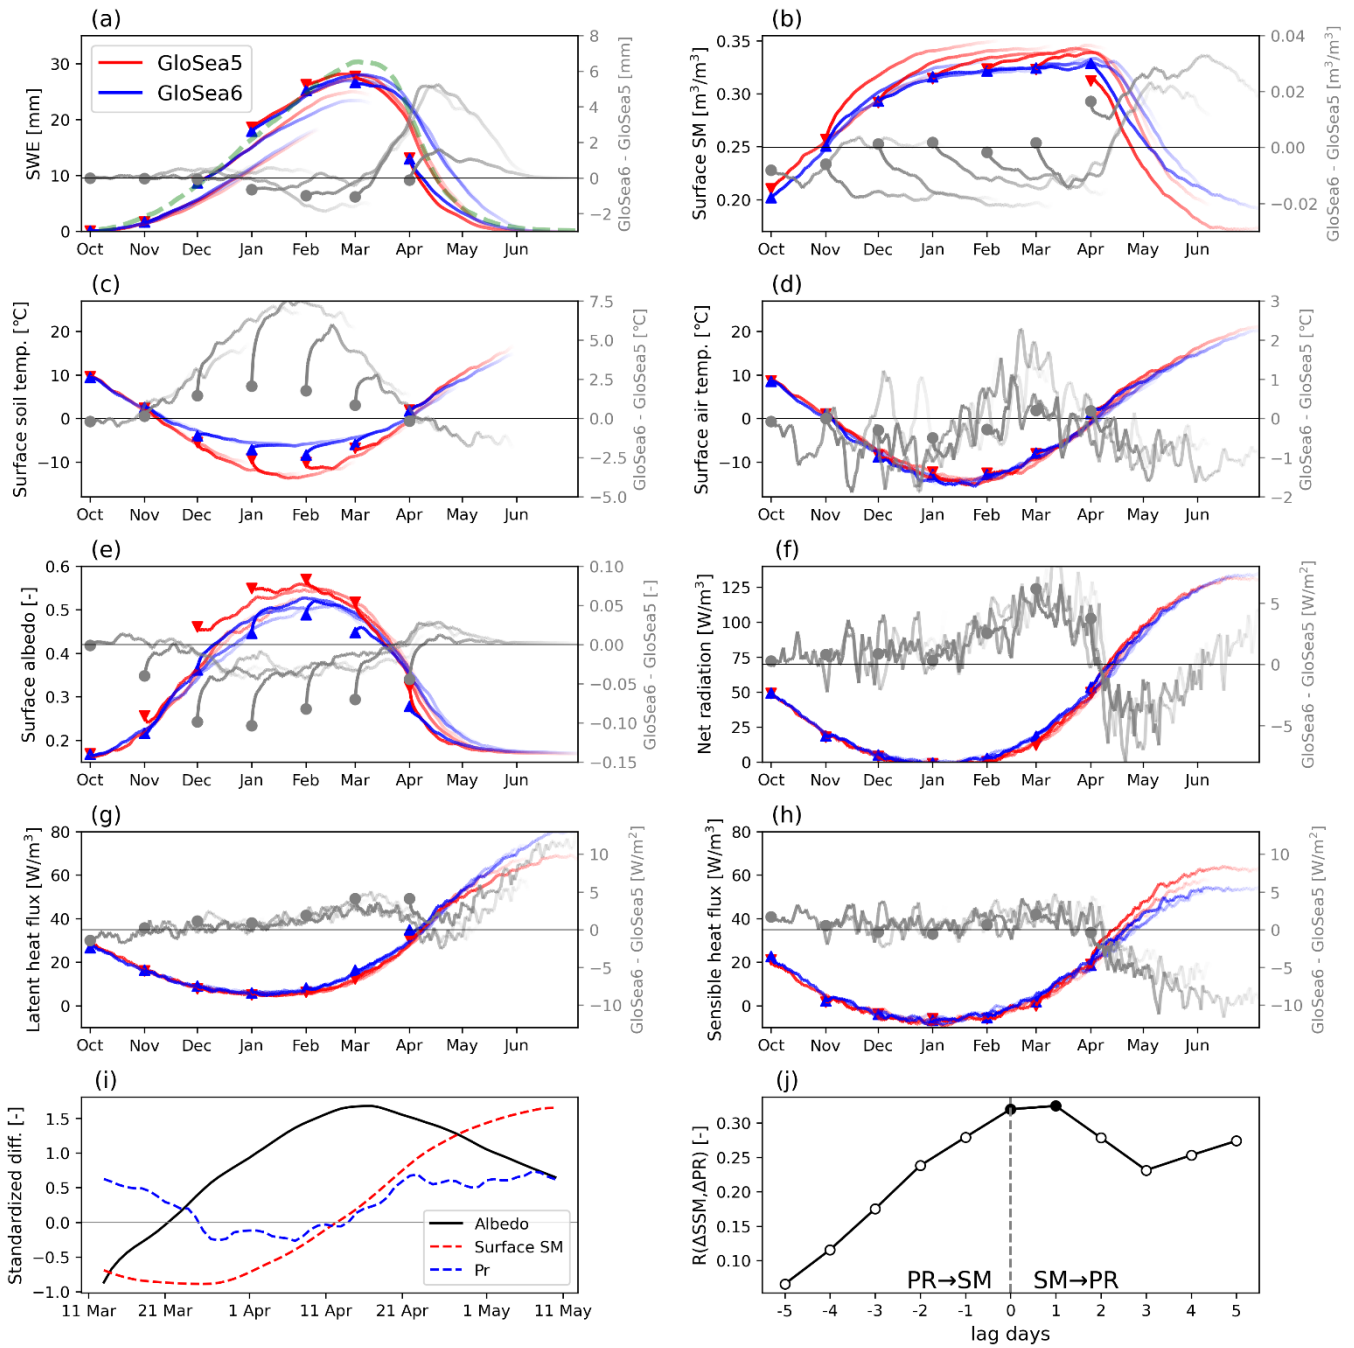 (a)
SWE [mm]
30
20
10
0
GloSea5
GloSea6
8
6
4
2
0
−2
GloSea6 - GloSea5 [mm]
Oct Nov Dec Jan Feb Mar Apr May Jun
(b)
Surface SM [m³/m³]
0.35
0.30
0.25
0.20
0.04
0.02
0.00
−0.02
GloSea6 - GloSea5 [m³/m³]
Oct Nov Dec Jan Feb Mar Apr May Jun
(c)
Surface soil temp. [℃]
20
10
0
−10
7.5
5.0
2.5
0.0
−2.5
−5.0
GloSea6 - GloSea5 [℃]
Oct Nov Dec Jan Feb Mar Apr May Jun
(d)
Surface air temp. [℃]
20
10
0
−10
3
2
1
0
−1
−2
GloSea6 - GloSea5 [℃]
Oct Nov Dec Jan Feb Mar Apr May Jun
(e)
Surface albedo [-]
0.6
0.5
0.4
0.3
0.2
0.10
0.05
0.00
−0.05
−0.10
−0.15
GloSea6 - GloSea5 [-]
Oct Nov Dec Jan Feb Mar Apr May Jun
(f)
Net radiation [W/m³]
125
100
75
50
25
0
5
0
−5
GloSea6 - GloSea5 [W/m²]
Oct Nov Dec Jan Feb Mar Apr May Jun
(g)
Latent heat flux [W/m³]
80
60
40
20
0
10
5
0
−5
−10
GloSea6 - GloSea5 [W/m²]
Oct Nov Dec Jan Feb Mar Apr May Jun
(h)
Sensible heat flux [W/m³]
80
60
40
20
0
10
5
0
−5
−10
GloSea6 - GloSea5 [W/m²]
Oct Nov Dec Jan Feb Mar Apr May Jun
(i)
Standardized diff. [-]
1.5
1.0
0.5
0.0
−0.5
−1.0
Albedo
Surface SM
Pr
11 Mar 21 Mar 1 Apr 11 Apr 21 Apr 1 May 11 May
(j)
R(ΔSSM,ΔPR) [-]
0.30
0.25
0.20
0.15
0.10
PR→SM SM→PR
-5 -4 -3 -2 -1 0 1 2 3 4 5
lag days